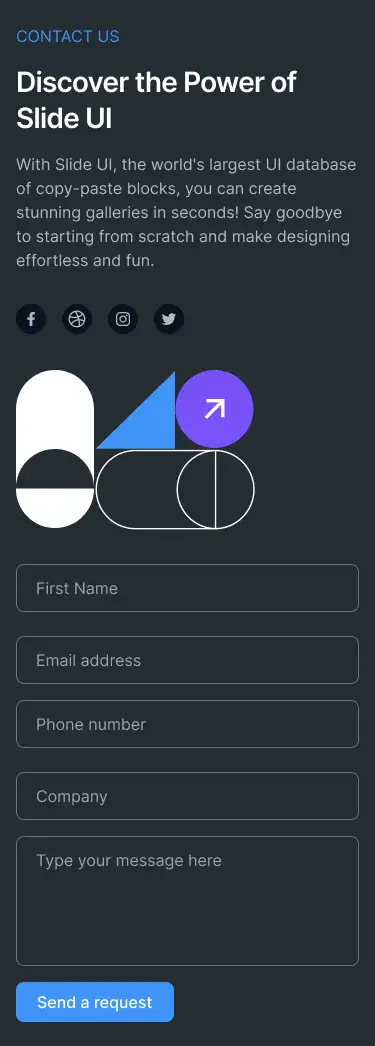 CONTACT US
Discover the Power of
Slide UI
With Slide UI, the world's largest UI database
of copy-paste blocks, you can create
stunning galleries in seconds! Say goodbye
to starting from scratch and make designing
effortless and fun.
First Name
Email address
Phone number
Company
Type your message here
Send a request